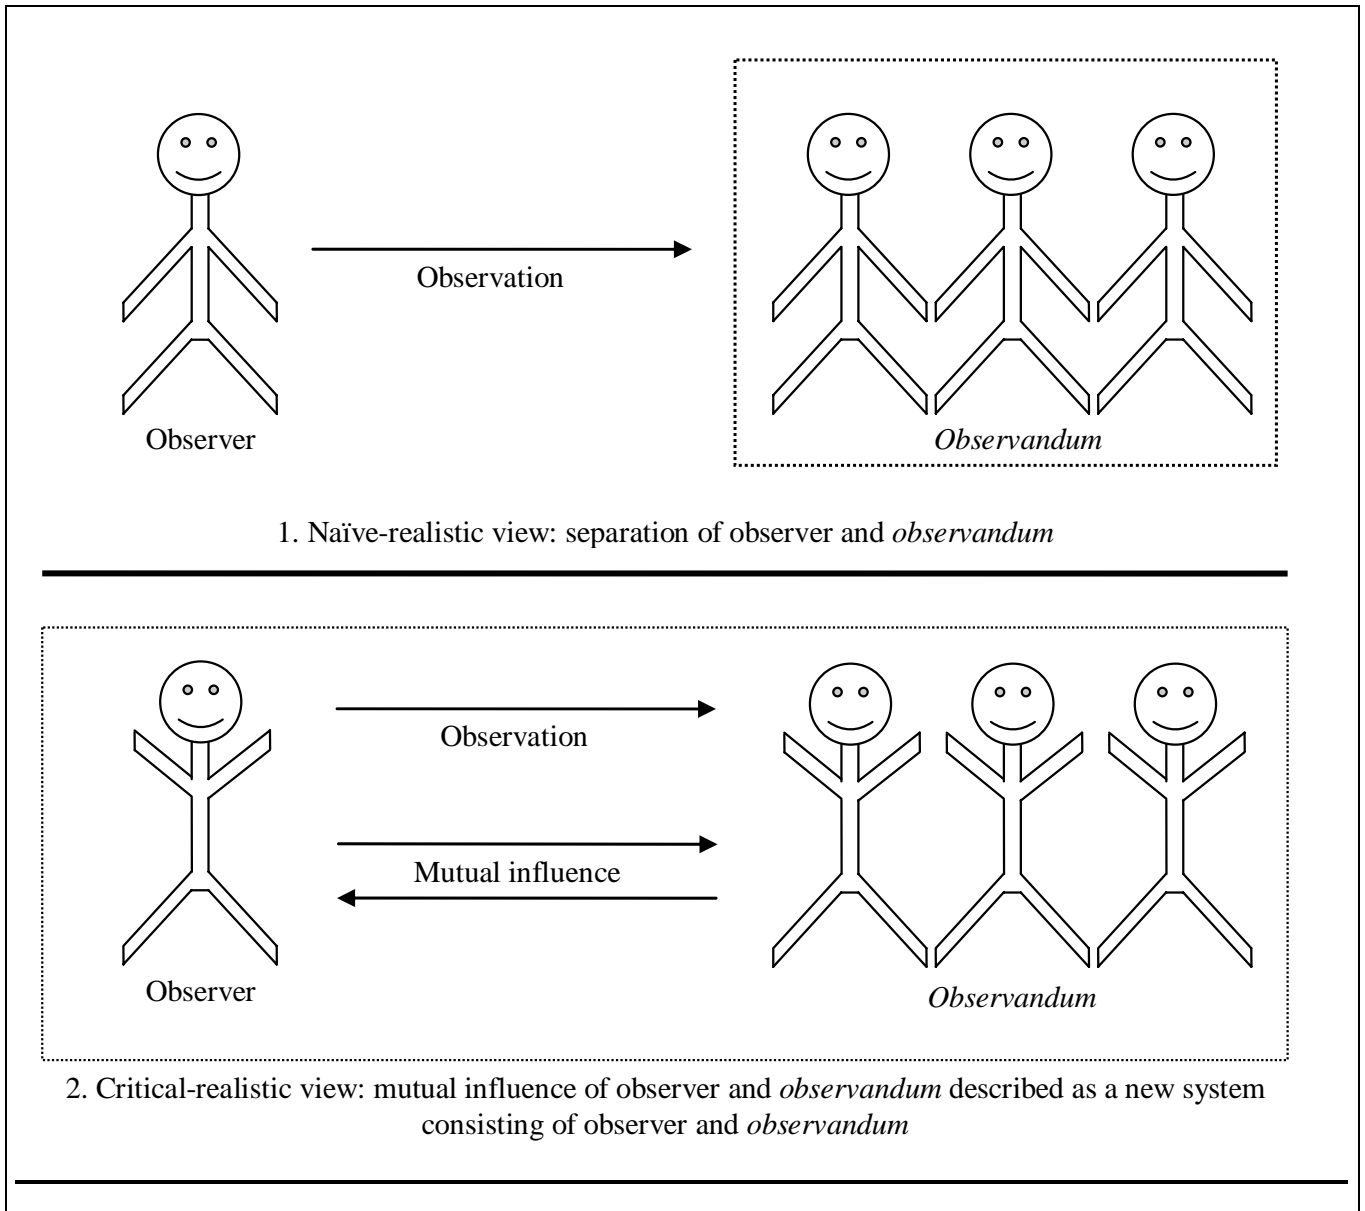 Observation
Observer
Observandum
1. Naïve-realistic view: separation of observer and observandum
Observation
Mutual influence
Observer
Observandum
2. Critical-realistic view: mutual influence of observer and observandum described as a new system
consisting of observer and observandum